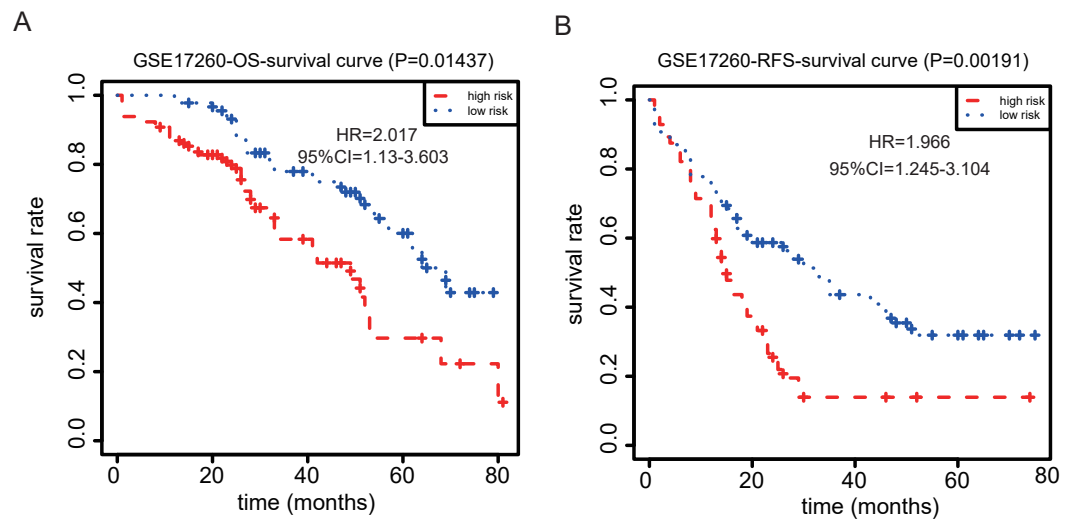 A
GSE17260-OS-survival curve (P=0.01437)
high risk
low risk
HR=2.017
95%CI=1.13-3.603
survival rate
1.0
0.8
0.6
0.4
0.2
0.0
0
20
40
60
80
time (months)
B
GSE17260-RFS-survival curve (P=0.00191)
high risk
low risk
HR=1.966
95%CI=1.245-3.104
survival rate
1.0
0.8
0.6
0.4
0.2
0.0
0
20
40
60
80
time (months)